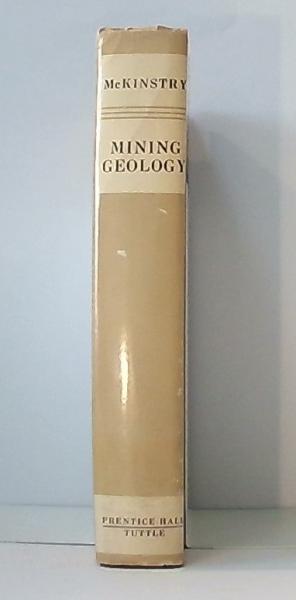 McKINSTRY
MINING
GEOLOGY
PRENTICE HALL
TUTTLE